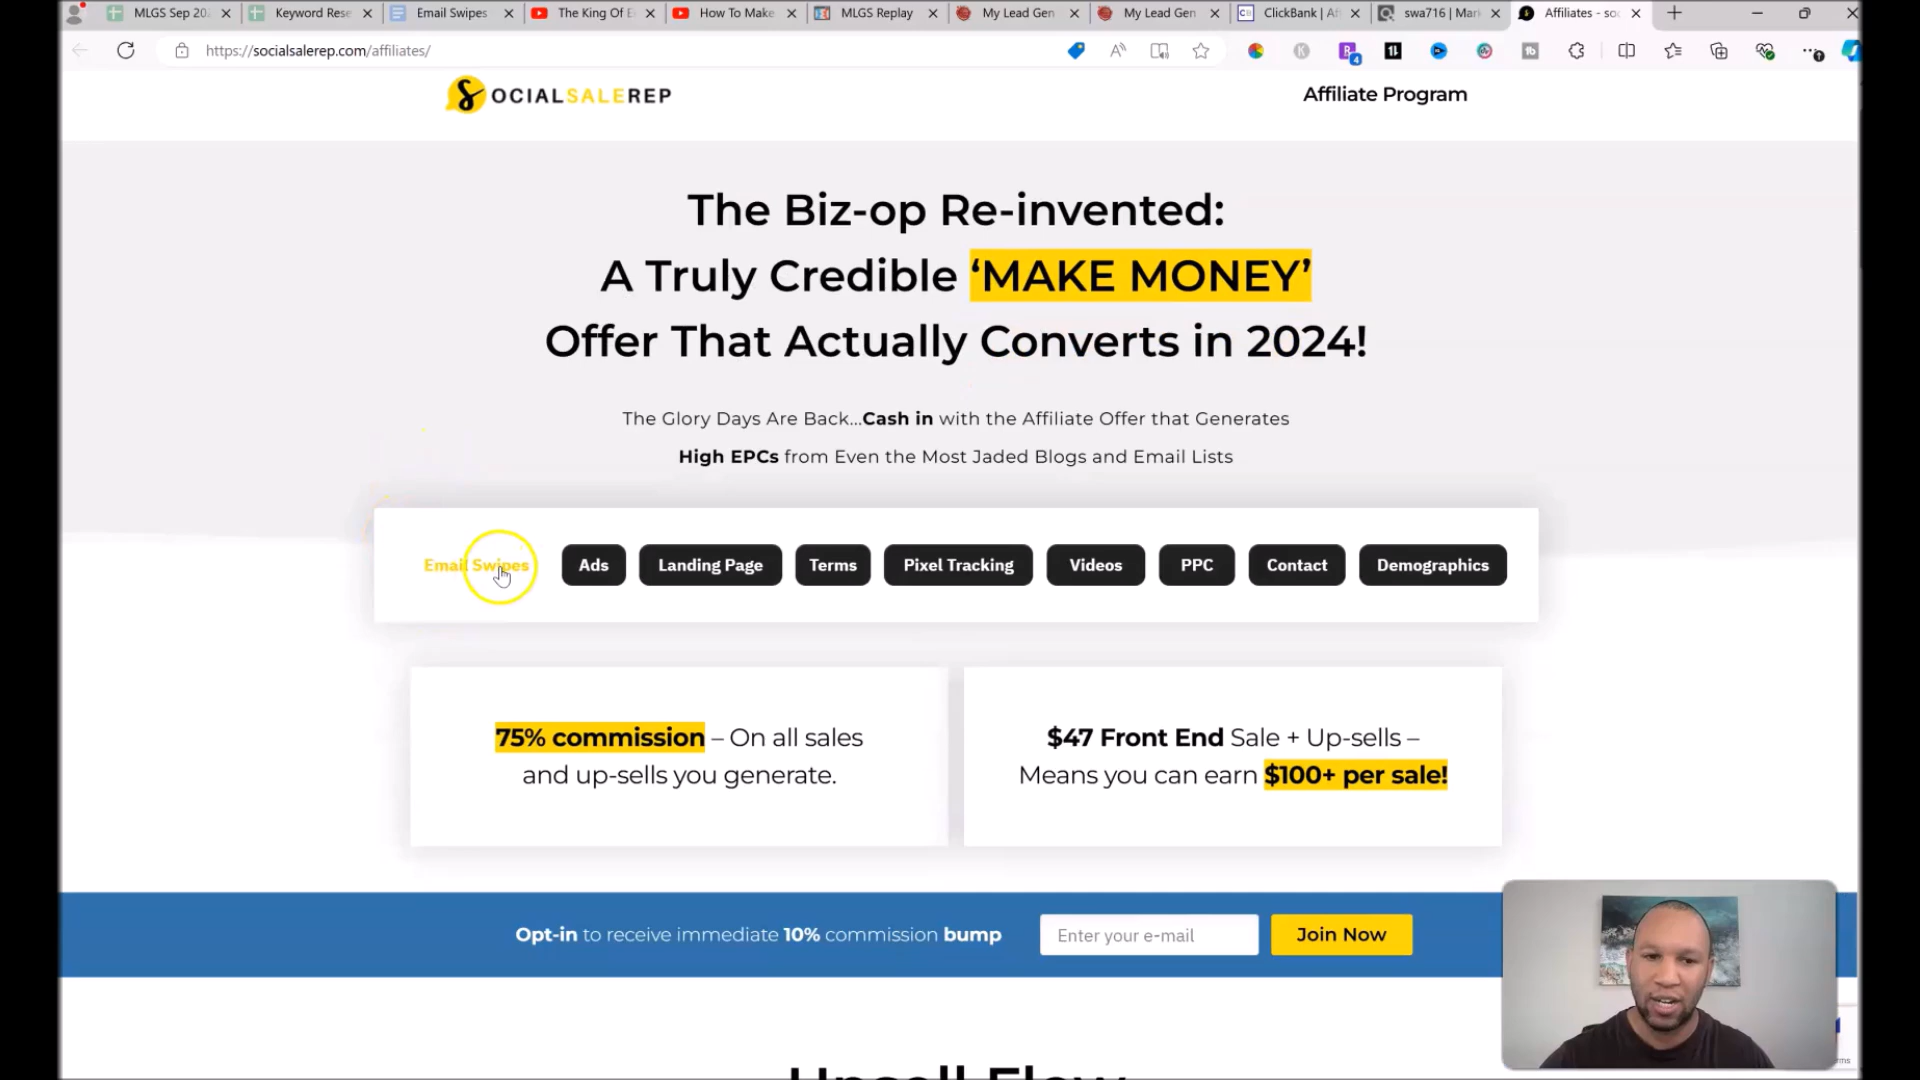 MLGS Sep 20
Keyword Rese
Email Swipes
The King Of E
How To Make
MLGS Replay
My Lead Gen
My Lead Gen
ClickBank | Af
swa716 | Mar
Affiliates - soc
https://socialsalerep.com/affiliates/
SOCIALSALEREP
Affiliate Program
The Biz-op Re-invented:
A Truly Credible ‘MAKE MONEY’
Offer That Actually Converts in 2024!
The Glory Days Are Back...Cash in with the Affiliate Offer that Generates
High EPCs from Even the Most Jaded Blogs and Email Lists
Email Swipes
Ads
Landing Page
Terms
Pixel Tracking
Videos
PPC
Contact
Demographics
75% commission – On all sales
and up-sells you generate.
$47 Front End Sale + Up-sells –
Means you can earn $100+ per sale!
Opt-in to receive immediate 10% commission bump
Enter your e-mail
Join Now
Upsell Flow